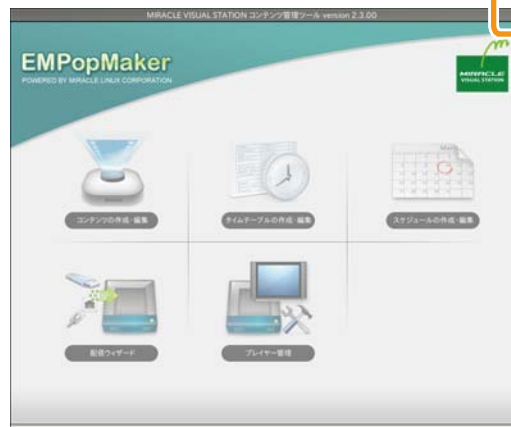 MIRACLE VISUAL STATION コンテンツ管理ツール version 2.3.00
EMPopMaker
POWERED BY MIRACLE LINUX CORPORATION
MIRACLE
VISUAL STATION
コンテンツの作成・編集
タイムテーブルの作成・編集
スケジュールの作成・編集
配信ウィザード
プレイヤー管理